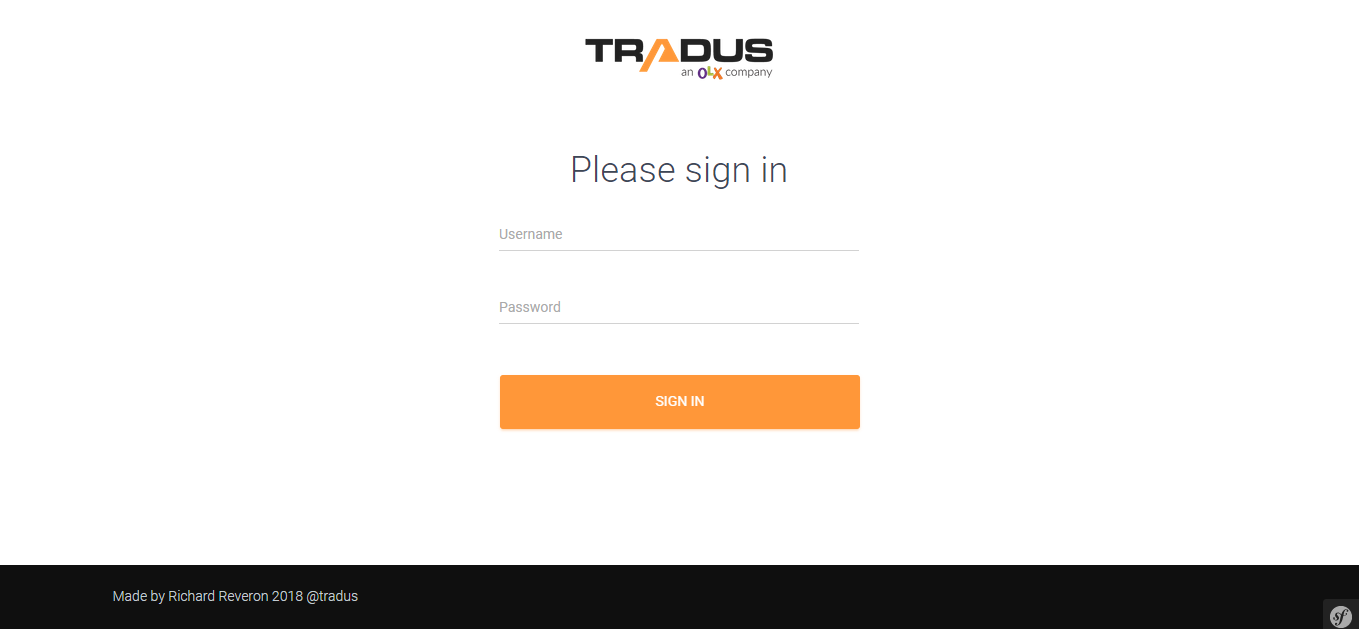 TRADUS
an OLX company
Please sign in
Username
Password
SIGN IN
Made by Richard Reveron 2018 @tradus
sf